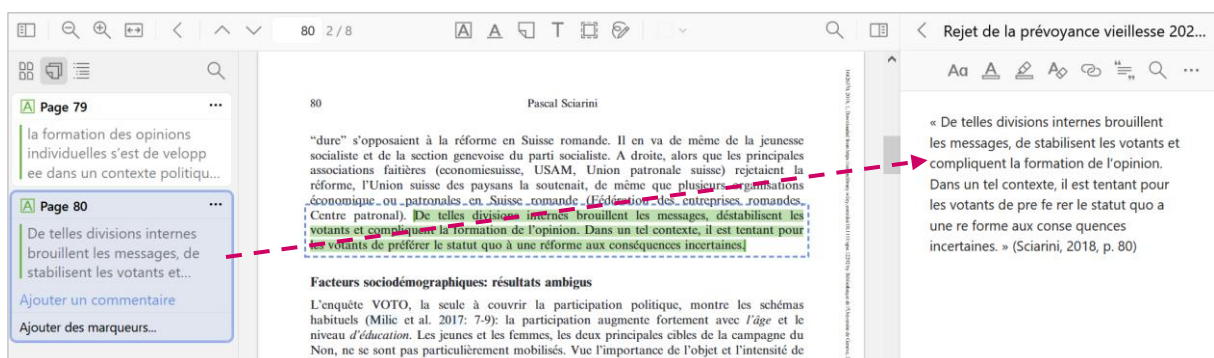 80 2 / 8
Rejet de la prévoyance vieillesse 202...
Page 79
la formation des opinions
individuelles s'est de velopp
ee dans un contexte politiqu...
Page 80
De telles divisions internes
brouillent les messages, de
stabilisent les votants et...
Ajouter un commentaire
Ajouter des marqueurs...
80 Pascal Sciarini
“dure” s'opposaient à la réforme en Suisse romande. Il en va de même de la jeunesse
socialiste et de la section genevoise du parti socialiste. A droite, alors que les principales
associations faîtières (economiesuisse, USAM, Union patronale suisse) rejetaient la
réforme, l'Union suisse des paysans la soutenait, de même que plusieurs organisations
économique ou patronales en Suisse romande (Fédération des entreprises romandes,
Centre patronal). De telles divisions internes brouillent les messages, déstabilisent les
votants et compliquent la formation de l'opinion. Dans un tel contexte, il est tentant pour
les votants de préférer le statut quo à une réforme aux conséquences incertaines.
Facteurs sociodémographiques: résultats ambigus
L'enquête VOTO, la seule à couvrir la participation politique, montre les schémas
habituels (Milic et al. 2017: 7-9): la participation augmente fortement avec l'âge et le
niveau d'éducation. Les jeunes et les femmes, les deux principales cibles de la campagne du
Non, ne se sont pas particulièrement mobilisés. Vue l'importance de l'objet et l'intensité de
Aa
« De telles divisions internes brouillent
les messages, de stabilisent les votants et
compliquent la formation de l'opinion.
Dans un tel contexte, il est tentant pour
les votants de pre fe rer le statut quo a
une re forme aux conse quences
incertaines. » (Sciarini, 2018, p. 80)